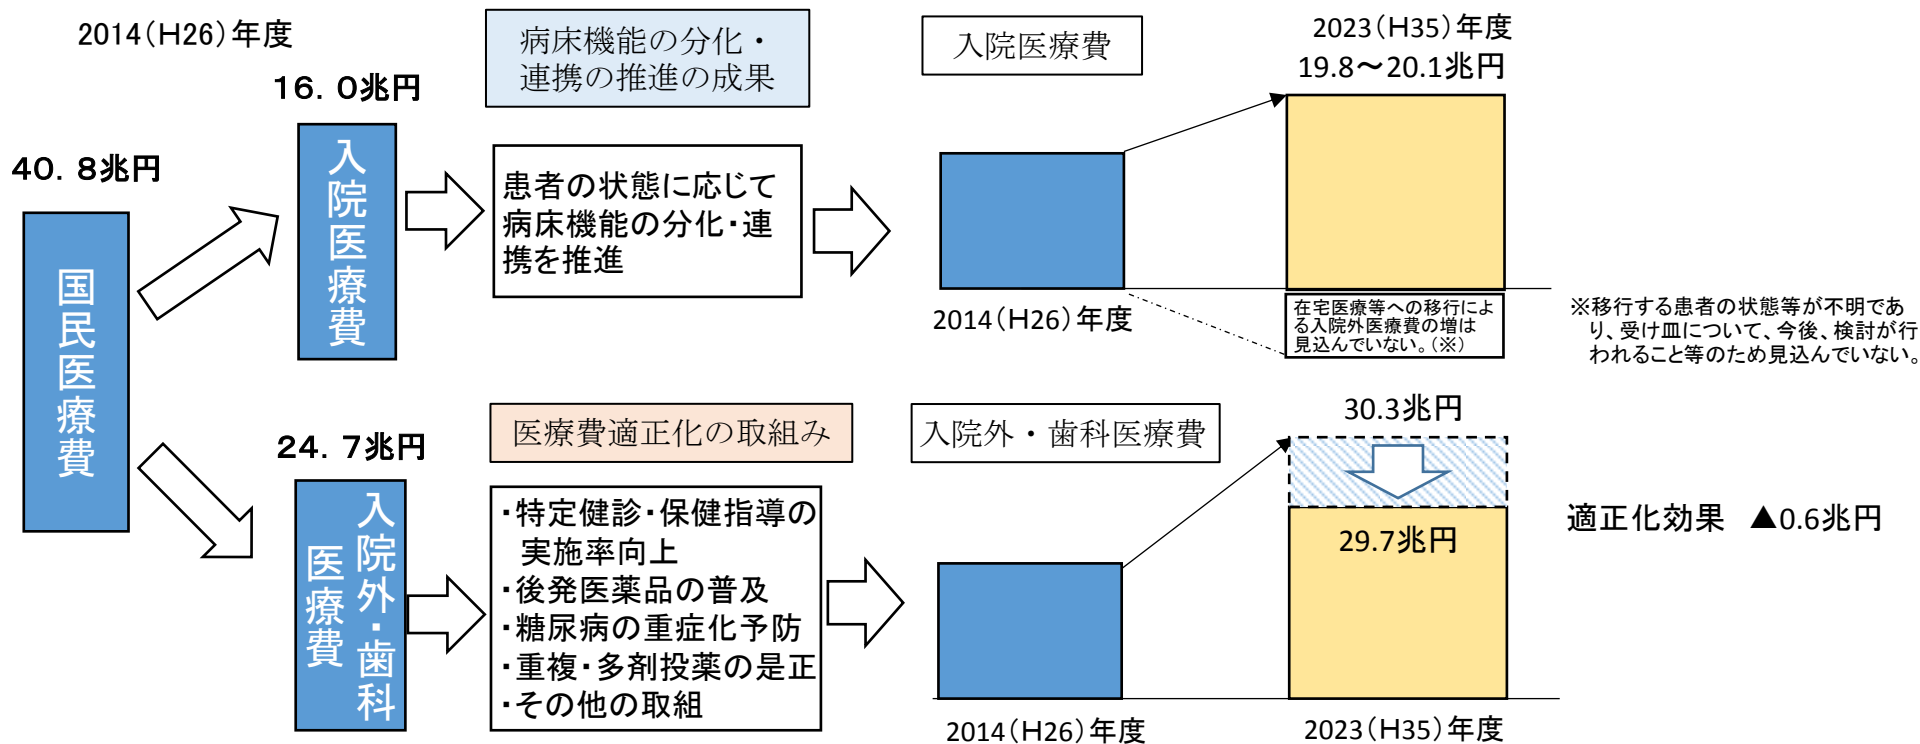 2014(H26)年度
40．8兆円
国民医療費
16．0兆円
入院医療費
病床機能の分化・
連携の推進の成果
患者の状態に応じて
病床機能の分化・連
携を推進
入院医療費
2014(H26)年度
2023(H35)年度
19.8～20.1兆円
在宅医療等への移行によ
る入院外医療費の増は
見込んでいない。(※)
※移行する患者の状態等が不明であ
り、受け皿について、今後、検討が行
われること等のため見込んでいない。
24．7兆円
入院外・歯科
医療費
医療費適正化の取組み
・特定健診・保健指導の
実施率向上
・後発医薬品の普及
・糖尿病の重症化予防
・重複・多剤投薬の是正
・その他の取組
入院外・歯科医療費
2014(H26)年度
30.3兆円
29.7兆円
2023(H35)年度
適正化効果 ▲0.6兆円